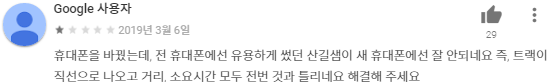 Google 사용자
★☆☆☆☆ 2019년 3월 6일
29
휴대폰을 바꿨는데, 전 휴대폰에선 유용하게 썼던 산길샘이 새 휴대폰에선 잘 안되네요 즉, 트랙이
직선으로 나오고 거리, 소요시간 모두 전번 것과 틀리네요 해결해 주세요